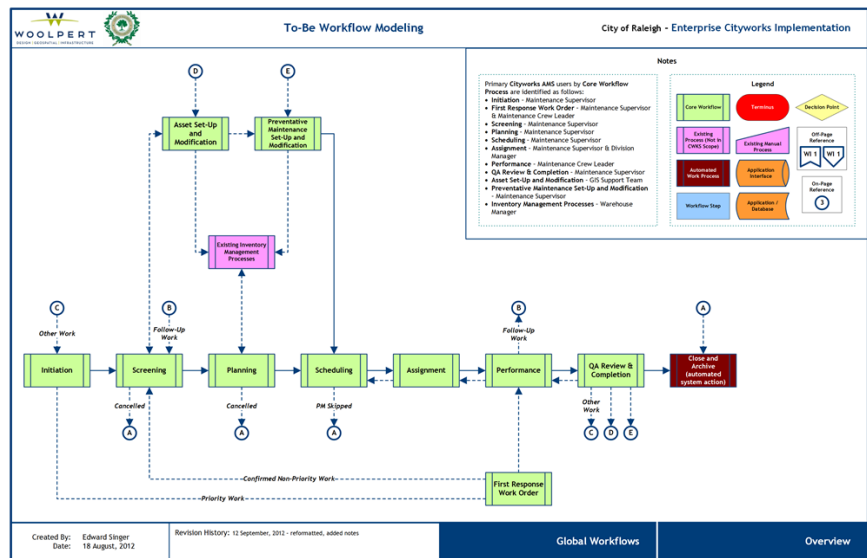 WOOLPERT
DESIGN | GEOSPATIAL | INFRASTRUCTURE
To-Be Workflow Modeling
City of Raleigh - Enterprise Cityworks Implementation
Notes
Primary Cityworks AMS users by Core Workflow
Process are identified as follows:
• Initiation - Maintenance Supervisor
• First Response Work Order - Maintenance Supervisor
& Maintenance Crew Leader
• Screening - Maintenance Supervisor
• Planning - Maintenance Supervisor
• Scheduling - Maintenance Supervisor
• Assignment - Maintenance Supervisor & Division
Manager
• Performance - Maintenance Crew Leader
• QA Review & Completion - Maintenance Supervisor
• Asset Set-Up and Modification - GIS Support Team
• Preventative Maintenance Set-Up and Modification
- Maintenance Supervisor
• Inventory Management Processes - Warehouse
Manager
Legend
Core Workflow
Terminus
Decision Point
Existing
Process (Not in
CWKS Scope)
Existing Manual
Process
Off-Page
Reference
WI 1
WI 1
Automated
Work Process
Application
Interface
On-Page
Reference
3
Workflow Step
Application /
Database
D
E
Asset Set-Up
and
Modification
Preventative
Maintenance
Set-Up and
Modification
Existing Inventory
Management
Processes
C
B
B
A
Other Work
Follow-Up
Work
Follow-Up
Work
Initiation
Screening
Planning
Scheduling
Assignment
Performance
QA Review &
Completion
Close and
Archive
(automated
system action)
Cancelled
Cancelled
PM Skipped
Other
Work
A
A
A
C
D
E
Confirmed Non-Priority Work
Priority Work
First Response
Work Order
Created By: Edward Singer
Date: 18 August, 2012
Revision History: 12 September, 2012 - reformatted, added notes
Global Workflows
Overview